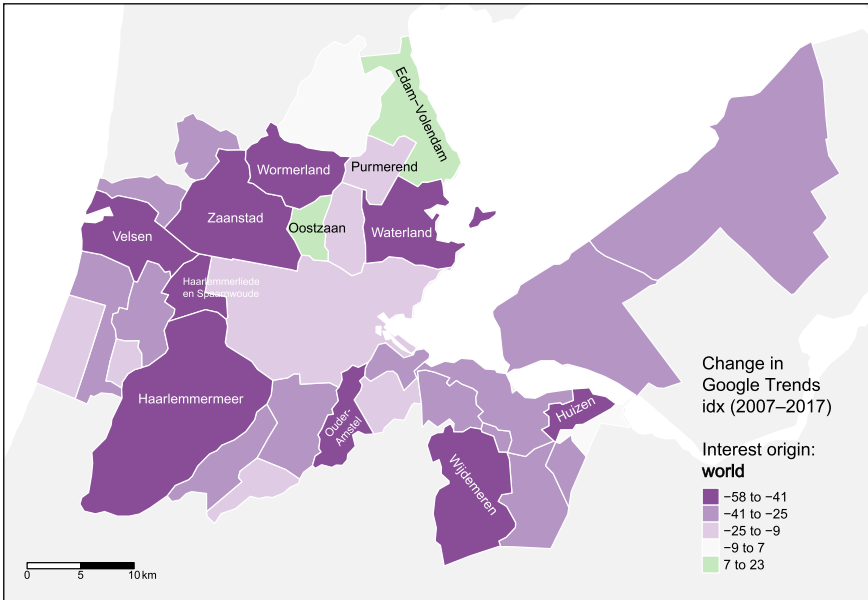 Edam−Volendam
Wormerland
Purmerend
Zaanstad
Oostzaan
Waterland
Velsen
Haarlemmerliede
en Spaarnwoude
Haarlemmermeer
Ouder-
Amstel
Huizen
Wijdemeren
Change in
Google Trends
idx (2007–2017)
Interest origin:
world
−58 to −41
−41 to −25
−25 to −9
−9 to 7
7 to 23
0 5 10 km